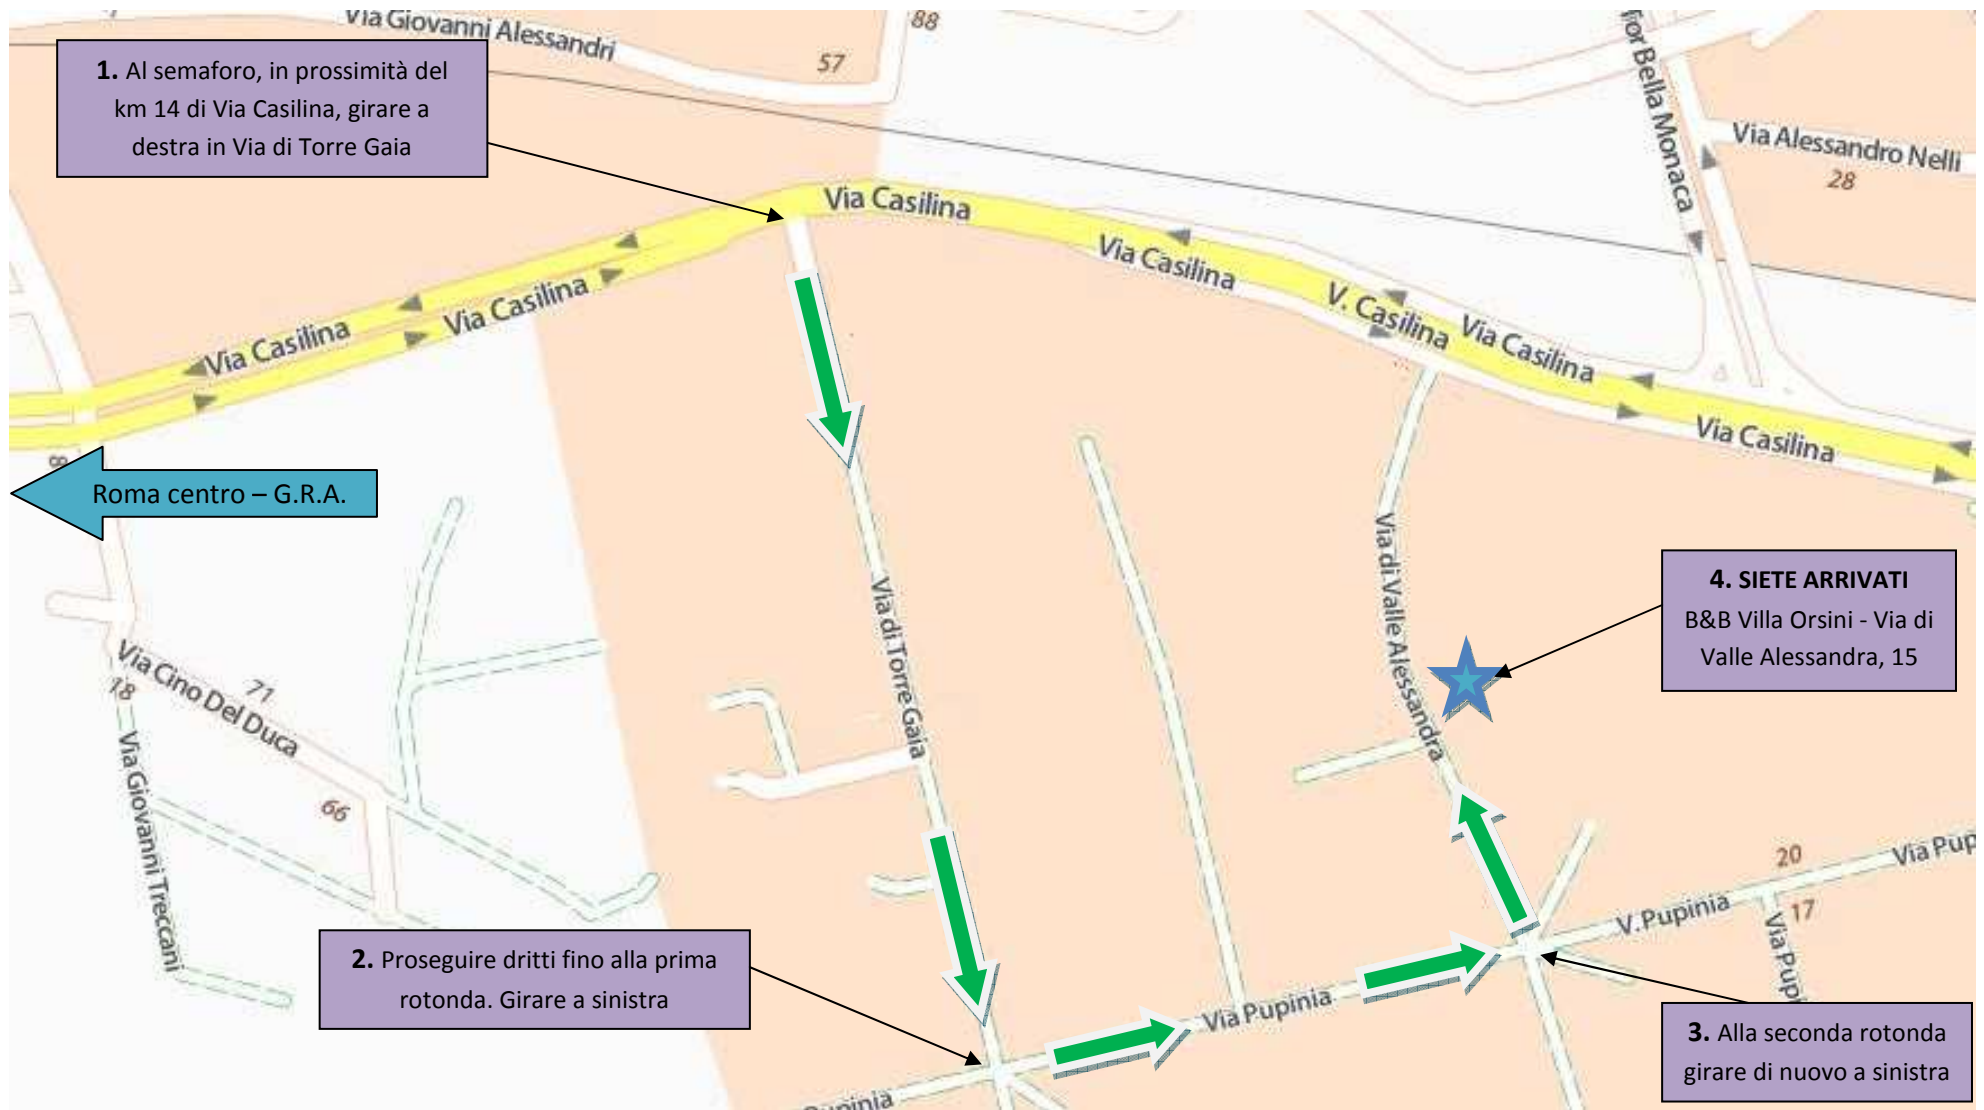 Via Giovanni Alessandri
88
57
1. Al semaforo, in prossimità del
km 14 di Via Casilina, girare a
destra in Via di Torre Gaia
Tor Bella Monaca
Via Alessandro Nelli
28
Via Casilina
Via Casilina
V. Casilina
Via Casilina
Via Casilina
Via Casilina
Via Casilina
8
Roma centro – G.R.A.
Via di Torre Gaia
Via di Valle Alessandra
4. SIETE ARRIVATI
B&B Villa Orsini - Via di
Valle Alessandra, 15
Via Cino Del Duca
18
71
66
Via Giovanni Treccani
2. Proseguire dritti fino alla prima
rotonda. Girare a sinistra
Via Pupinia
V. Pupinia
20
17
Via Pup
Via Pupi
Pupinia
3. Alla seconda rotonda
girare di nuovo a sinistra